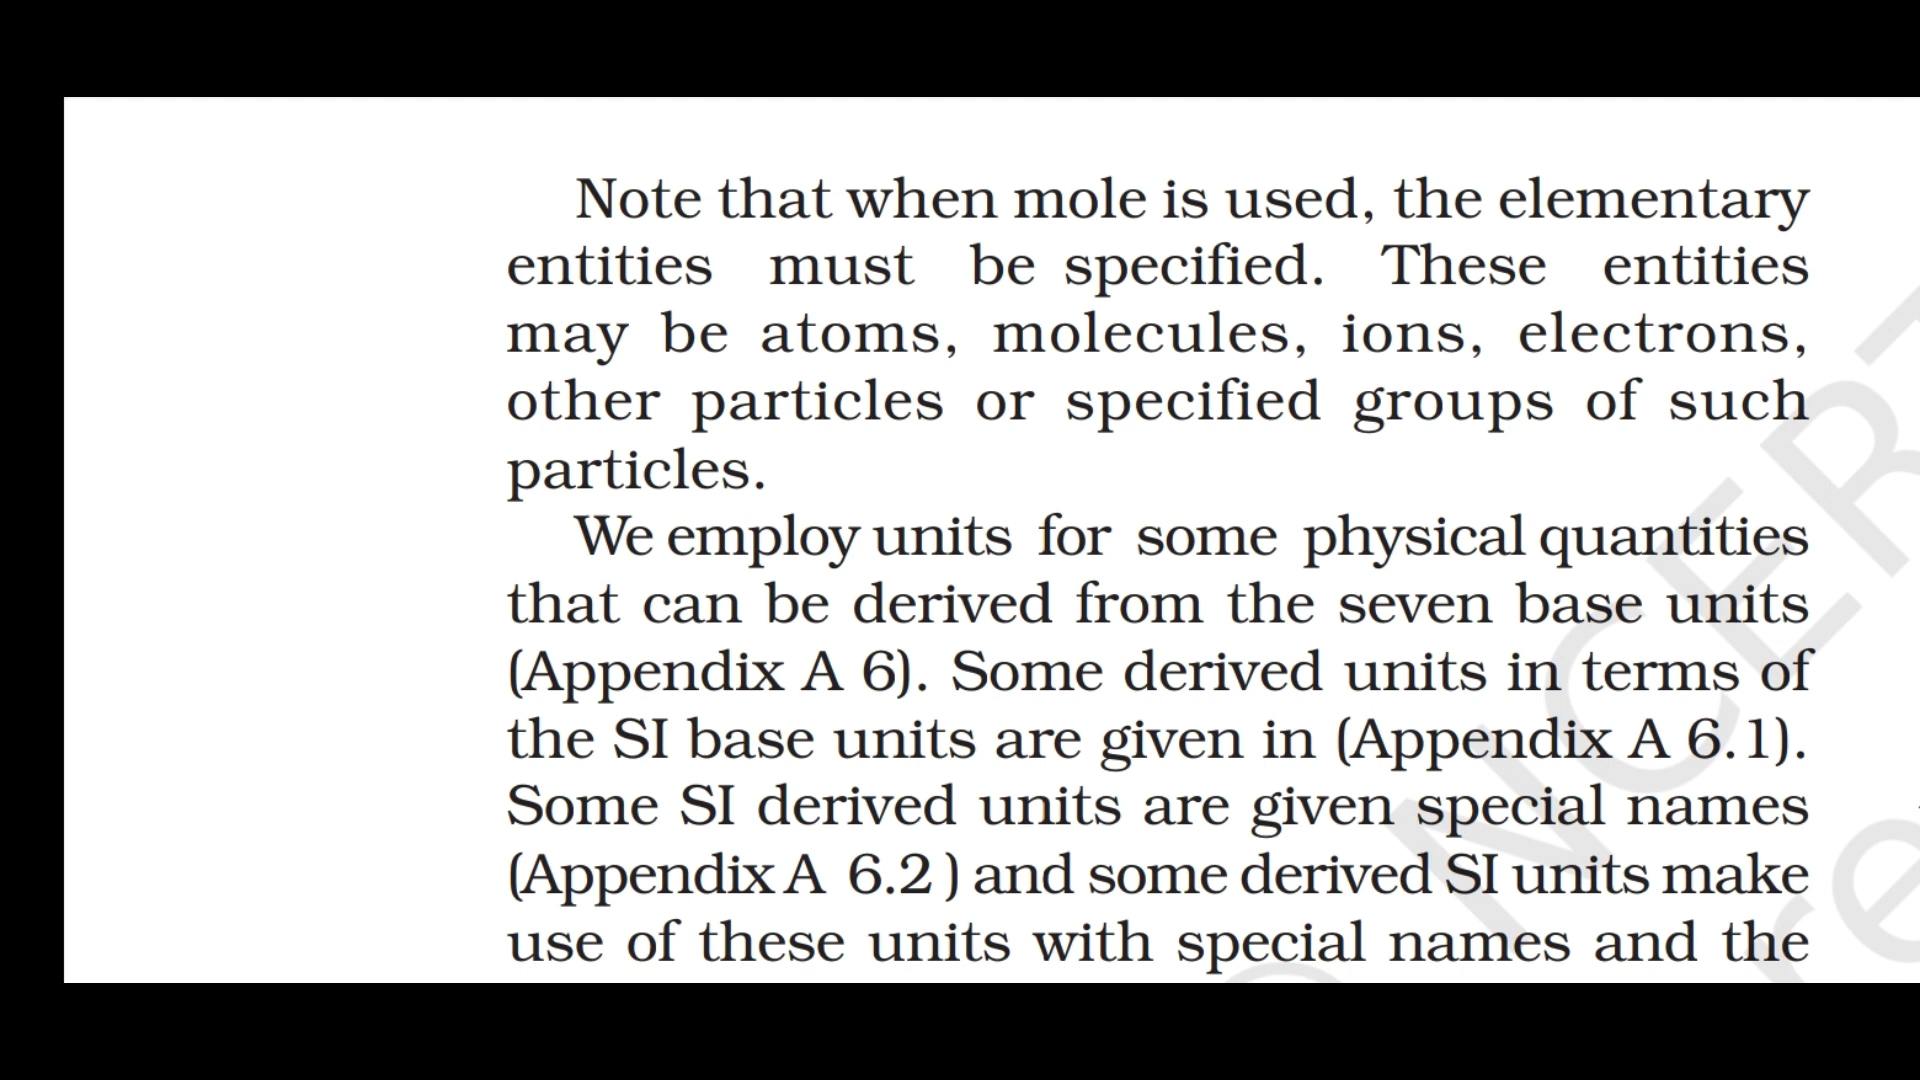 Note that when mole is used, the elementary
entities must be specified. These entities
may be atoms, molecules, ions, electrons,
other particles or specified groups of such
particles.
We employ units for some physical quantities
that can be derived from the seven base units
(Appendix A 6). Some derived units in terms of
the SI base units are given in (Appendix A 6.1).
Some SI derived units are given special names
(Appendix A 6.2 ) and some derived SI units make
use of these units with special names and the
NCERT
re